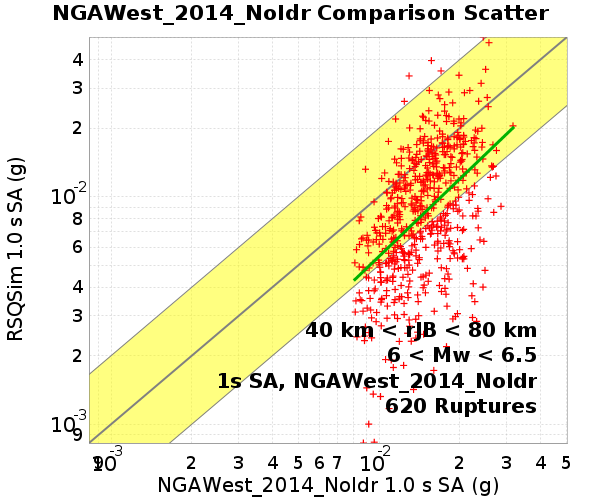 NGAWest_2014_NoIdr Comparison Scatter
RSQSim 1.0 s SA (g)
4
3
2
10-2
8
6
4
3
2
10-3
9
40 km < rJB < 80 km
6 < Mw < 6.5
1s SA, NGAWest_2014_NoIdr
620 Ruptures
9 10-3 2 3 4 5 6 7 10-2 2 3 4 5
NGAWest_2014_NoIdr 1.0 s SA (g)